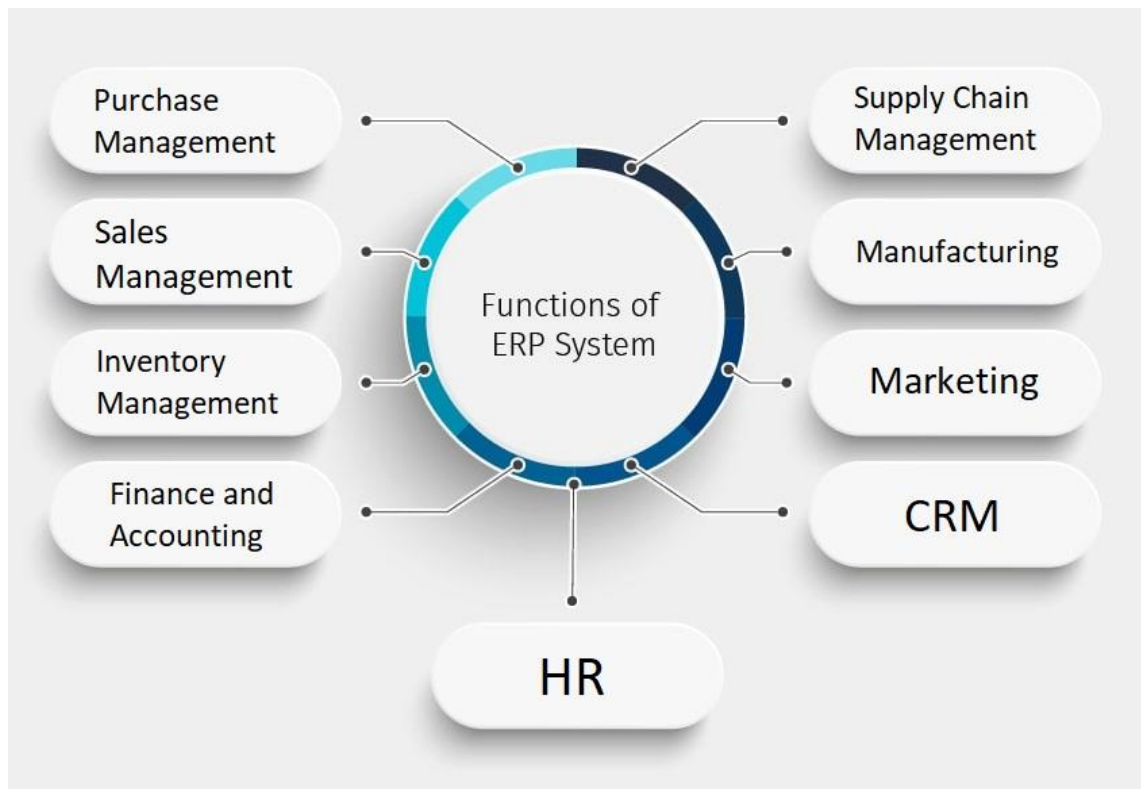 Purchase
Management
Sales
Management
Inventory
Management
Finance and
Accounting
Functions of
ERP System
Supply Chain
Management
Manufacturing
Marketing
CRM
HR